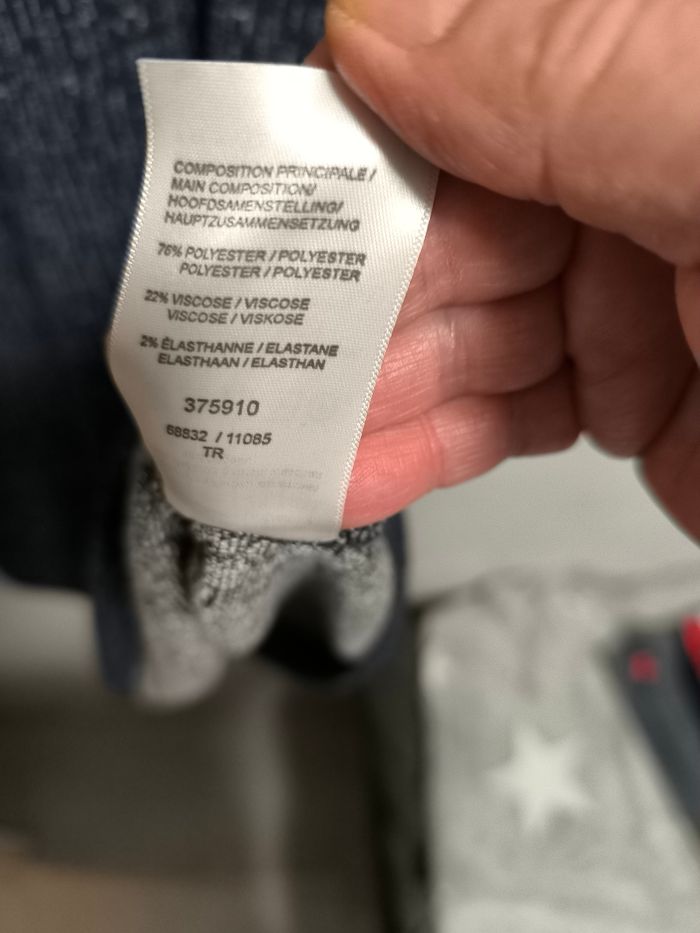 COMPOSITION PRINCIPALE /
MAIN COMPOSITION/
HOOFDSAMENSTELLING/
HAUPTZUSAMMENSETZUNG
76% POLYESTER / POLYESTER
POLYESTER / POLYESTER
22% VISCOSE / VISCOSE
VISCOSE / VISKOSE
2% ÉLASTHANNE / ELASTANE
ELASTHAAN / ELASTHAN
375910
68832 / 11085
TR